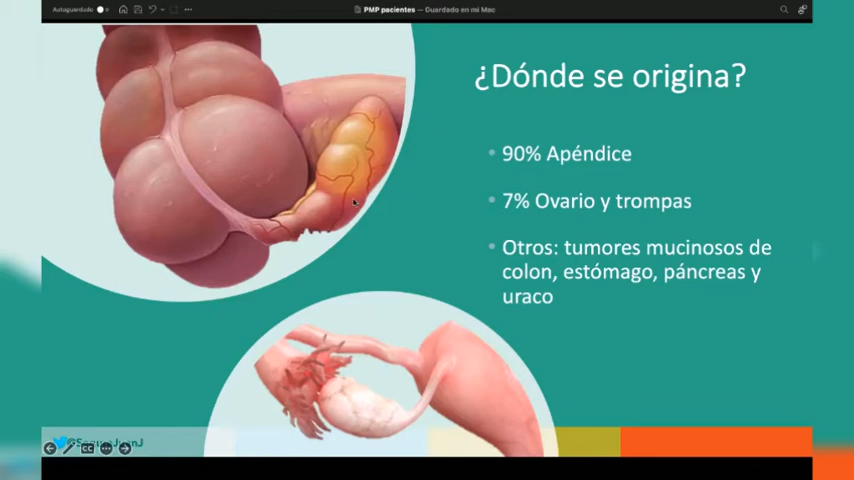 Autoguardado
PMP pacientes — Guardado en mi Mac
¿Dónde se origina?
• 90% Apéndice
• 7% Ovario y trompas
• Otros: tumores mucinosos de
colon, estómago, páncreas y
uraco
CC